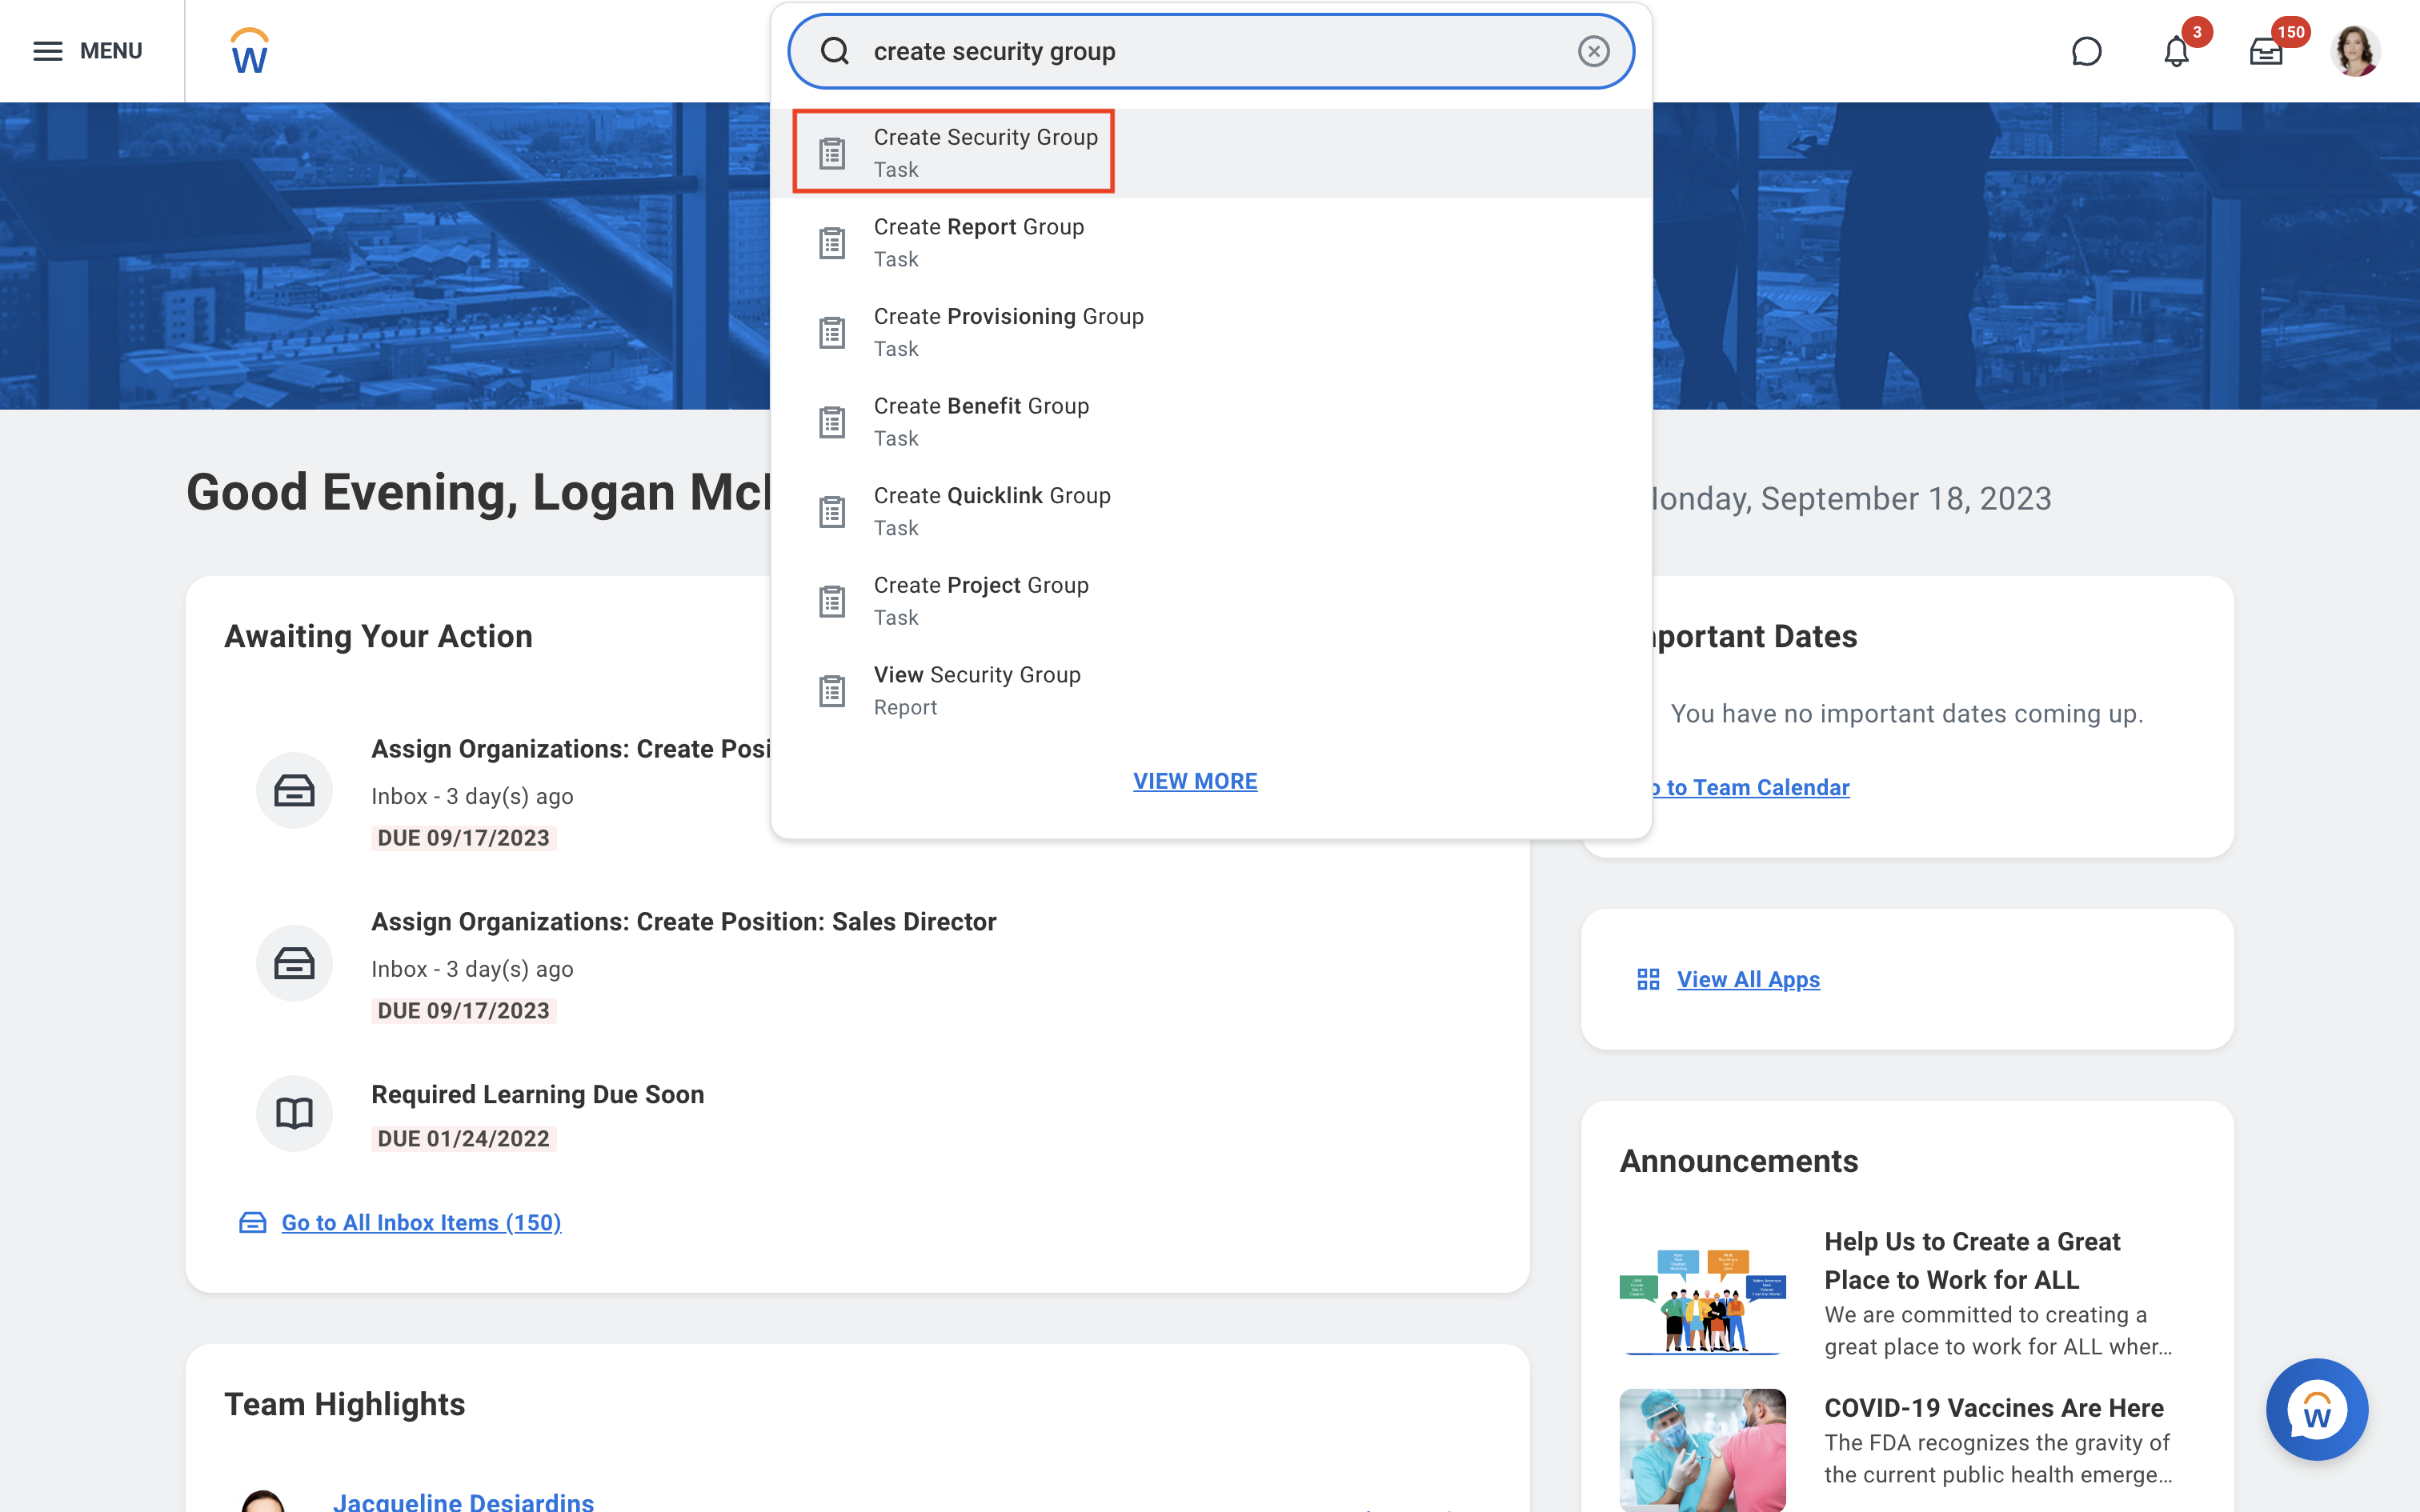 MENU
create security group
3
150
Create Security Group
Task
Create Report Group
Task
Create Provisioning Group
Task
Create Benefit Group
Task
Create Quicklink Group
Task
Create Project Group
Task
View Security Group
Report
VIEW MORE
Good Evening, Logan
Monday, September 18, 2023
Awaiting Your Action
Assign Organizations: Create Posi
Inbox - 3 day(s) ago
DUE 09/17/2023
Assign Organizations: Create Position: Sales Director
Inbox - 3 day(s) ago
DUE 09/17/2023
Required Learning Due Soon
DUE 01/24/2022
Go to All Inbox Items (150)
Team Highlights
Jacqueline Desjardins
portant Dates
You have no important dates coming up.
to Team Calendar
View All Apps
Announcements
Help Us to Create a Great
Place to Work for ALL
We are committed to creating a
great place to work for ALL wher...
COVID-19 Vaccines Are Here
The FDA recognizes the gravity of
the current public health emerge...